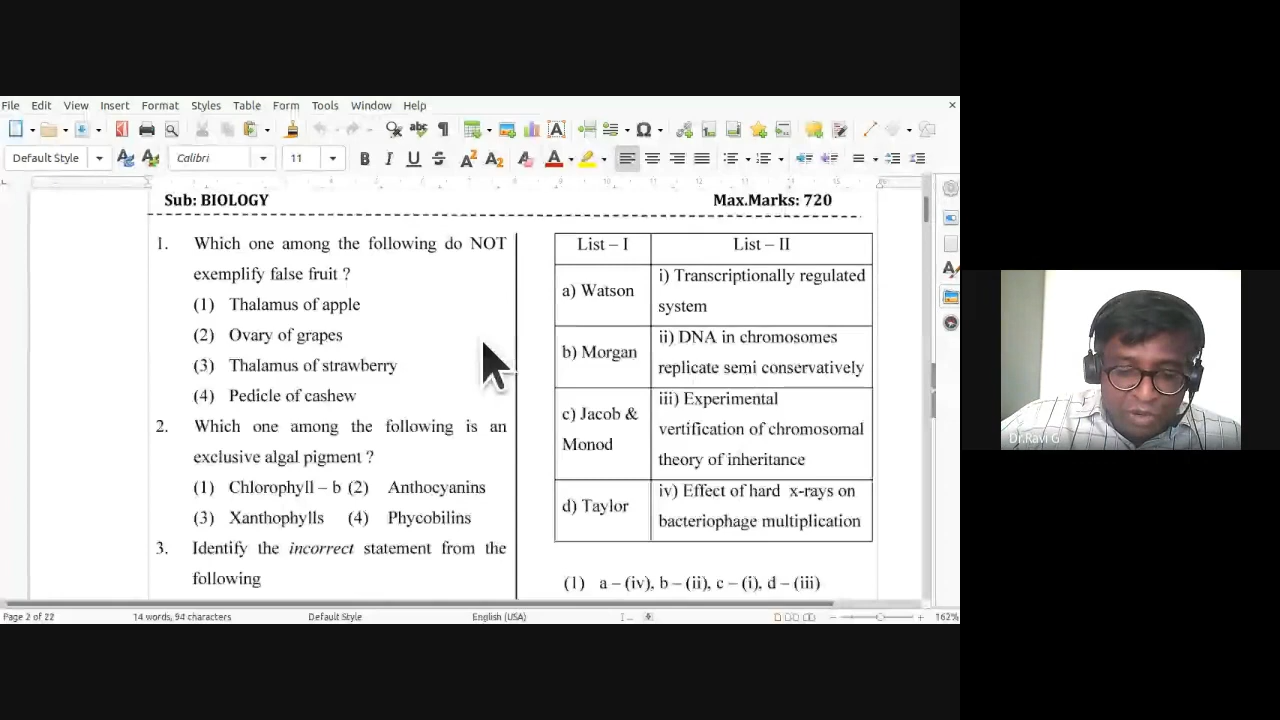 File Edit View Insert Format Styles Table Form Tools Window Help
Default Style Calibri 11
Sub: BIOLOGY Max.Marks: 720
1. Which one among the following do NOT
exemplify false fruit ?
(1) Thalamus of apple
(2) Ovary of grapes
(3) Thalamus of strawberry
(4) Pedicle of cashew
2. Which one among the following is an
exclusive algal pigment ?
(1) Chlorophyll – b (2) Anthocyanins
(3) Xanthophylls (4) Phycobilins
3. Identify the incorrect statement from the
following
List – I List – II
a) Watson
i) Transcriptionally regulated
system
b) Morgan
ii) DNA in chromosomes
replicate semi conservatively
c) Jacob &
Monod
iii) Experimental
vertification of chromosomal
theory of inheritance
d) Taylor
iv) Effect of hard x-rays on
bacteriophage multiplication
(1) a – (iv), b – (ii), c – (i), d – (iii)
Page 2 of 22 14 words, 94 characters Default Style English (USA) 162%
Dr.Ravi G